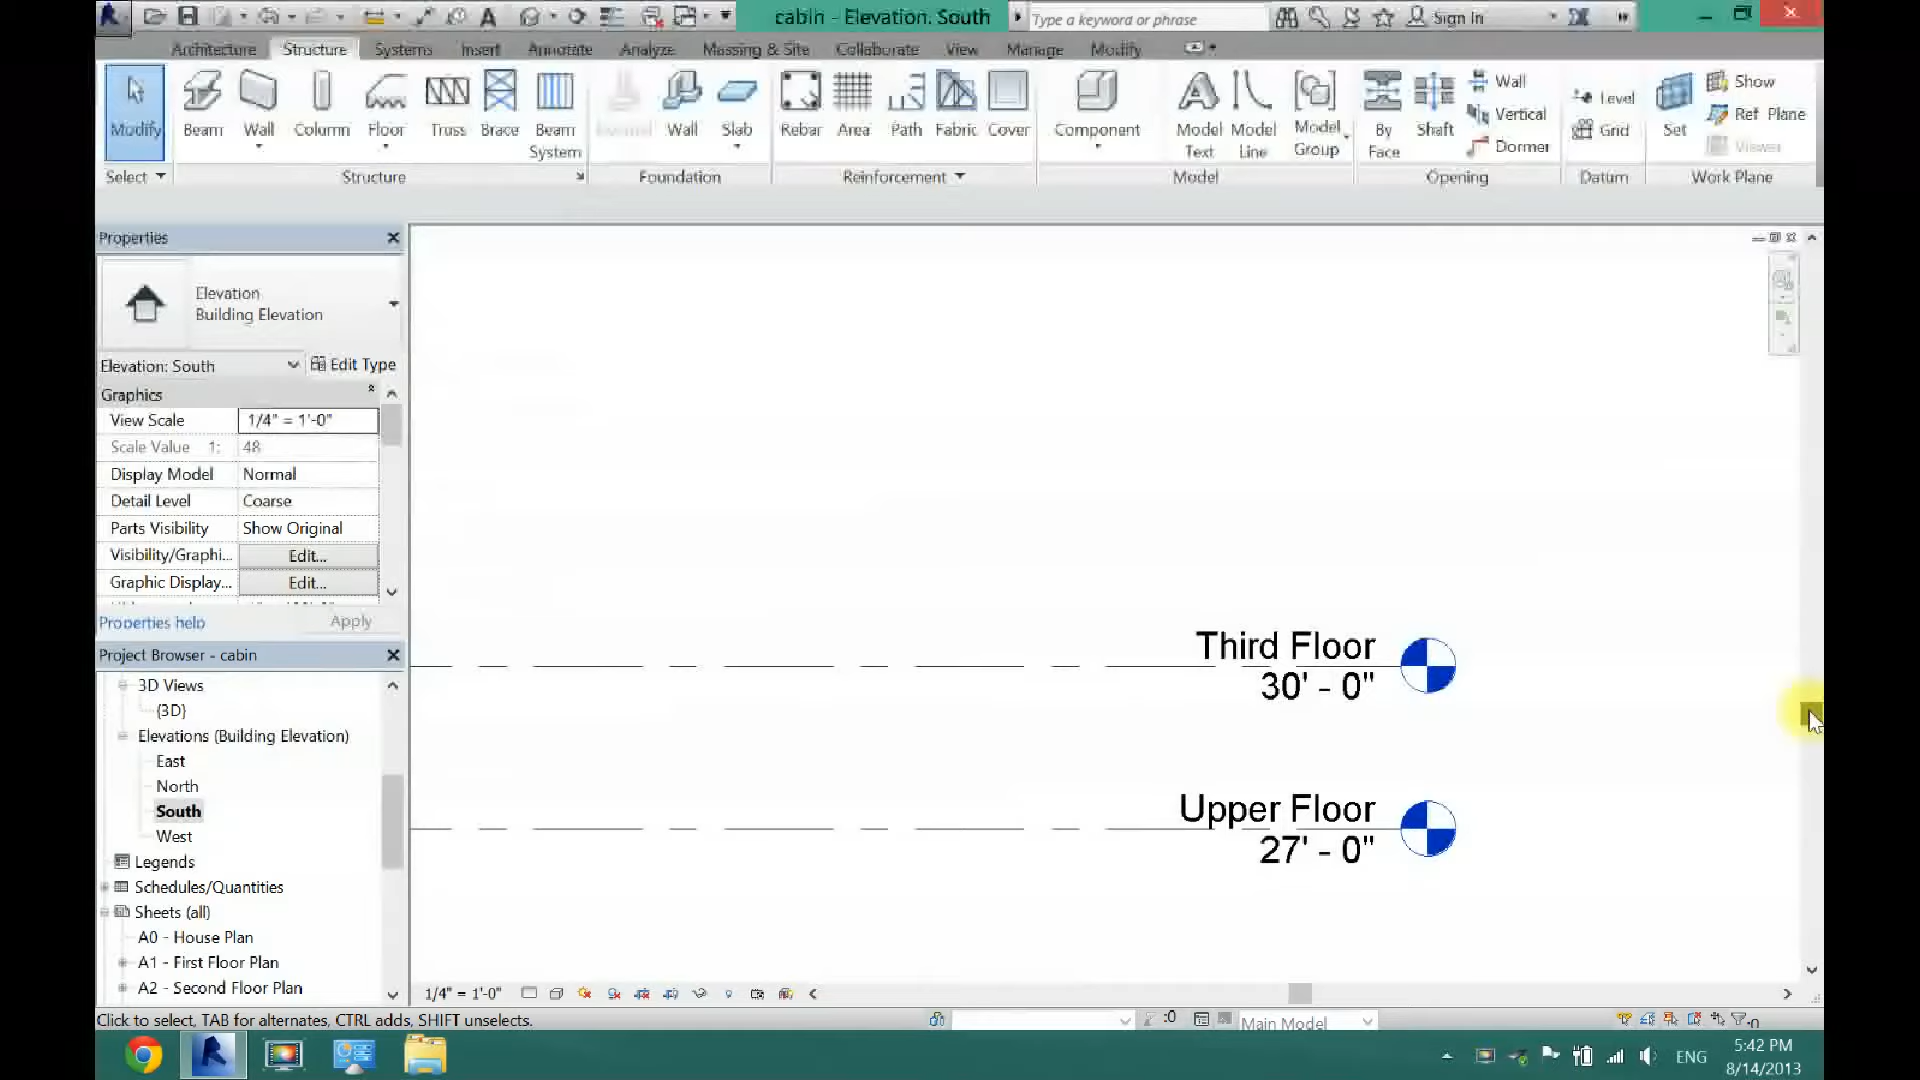 cabin - Elevation. South
Type a keyword or phrase
Sign In
Architecture Structure Systems Insert Annotate Analyze Massing & Site Collaborate View Manage Modify
Modify Beam Wall Column Floor Truss Brace Beam System
Wall Slab
Rebar Area Path Fabric Cover
Component
Model Text Model Line Model Group
By Face Shaft Wall Vertical Dormer
Level Grid
Set Show Ref Plane Viewer
Select Structure Foundation Reinforcement Model Opening Datum Work Plane
Properties
Elevation
Building Elevation
Elevation: South Edit Type
Graphics
View Scale 1/4" = 1'-0"
Scale Value 1: 48
Display Model Normal
Detail Level Coarse
Parts Visibility Show Original
Visibility/Graphi... Edit...
Graphic Display... Edit...
Properties help Apply
Project Browser - cabin
3D Views
{3D}
Elevations (Building Elevation)
East
North
South
West
Legends
Schedules/Quantities
Sheets (all)
A0 - House Plan
A1 - First Floor Plan
A2 - Second Floor Plan
Third Floor
30' - 0"
Upper Floor
27' - 0"
1/4" = 1'-0"
Click to select, TAB for alternates, CTRL adds, SHIFT unselects.
:0
Main Model
:0
ENG
5:42 PM
8/14/2013